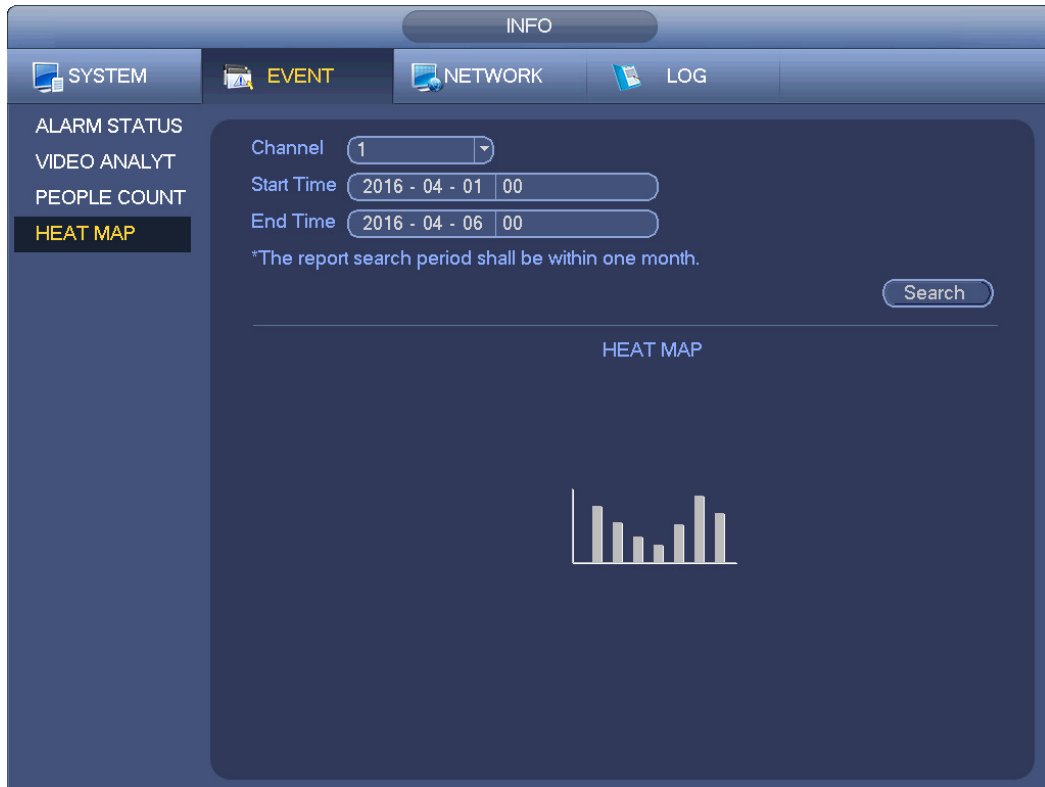 INFO
SYSTEM EVENT NETWORK LOG
ALARM STATUS
VIDEO ANALYT
PEOPLE COUNT
HEAT MAP
Channel 1
Start Time 2016 - 04 - 01 00
End Time 2016 - 04 - 06 00
*The report search period shall be within one month.
Search
HEAT MAP